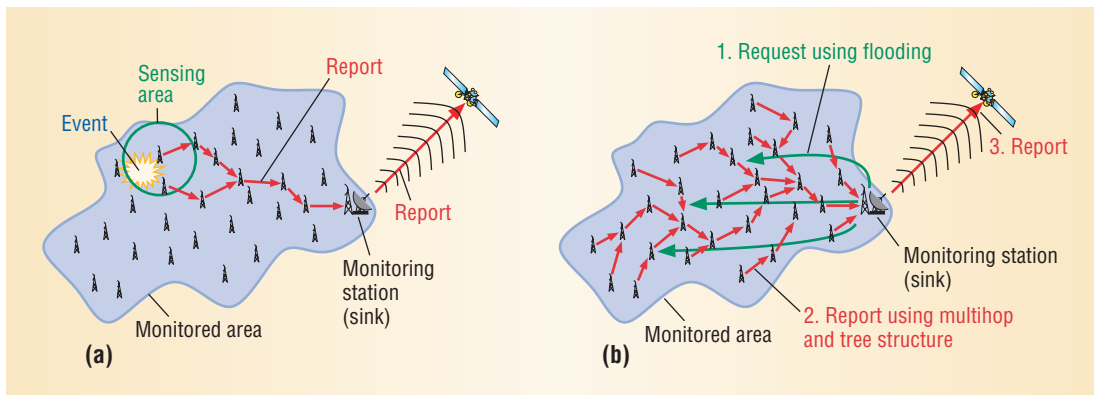 Sensing
area
Event
Report
Report
Monitoring
station
(sink)
Monitored area
(a)
1. Request using flooding
3. Report
Monitoring station
(sink)
2. Report using multihop
and tree structure
Monitored area
(b)